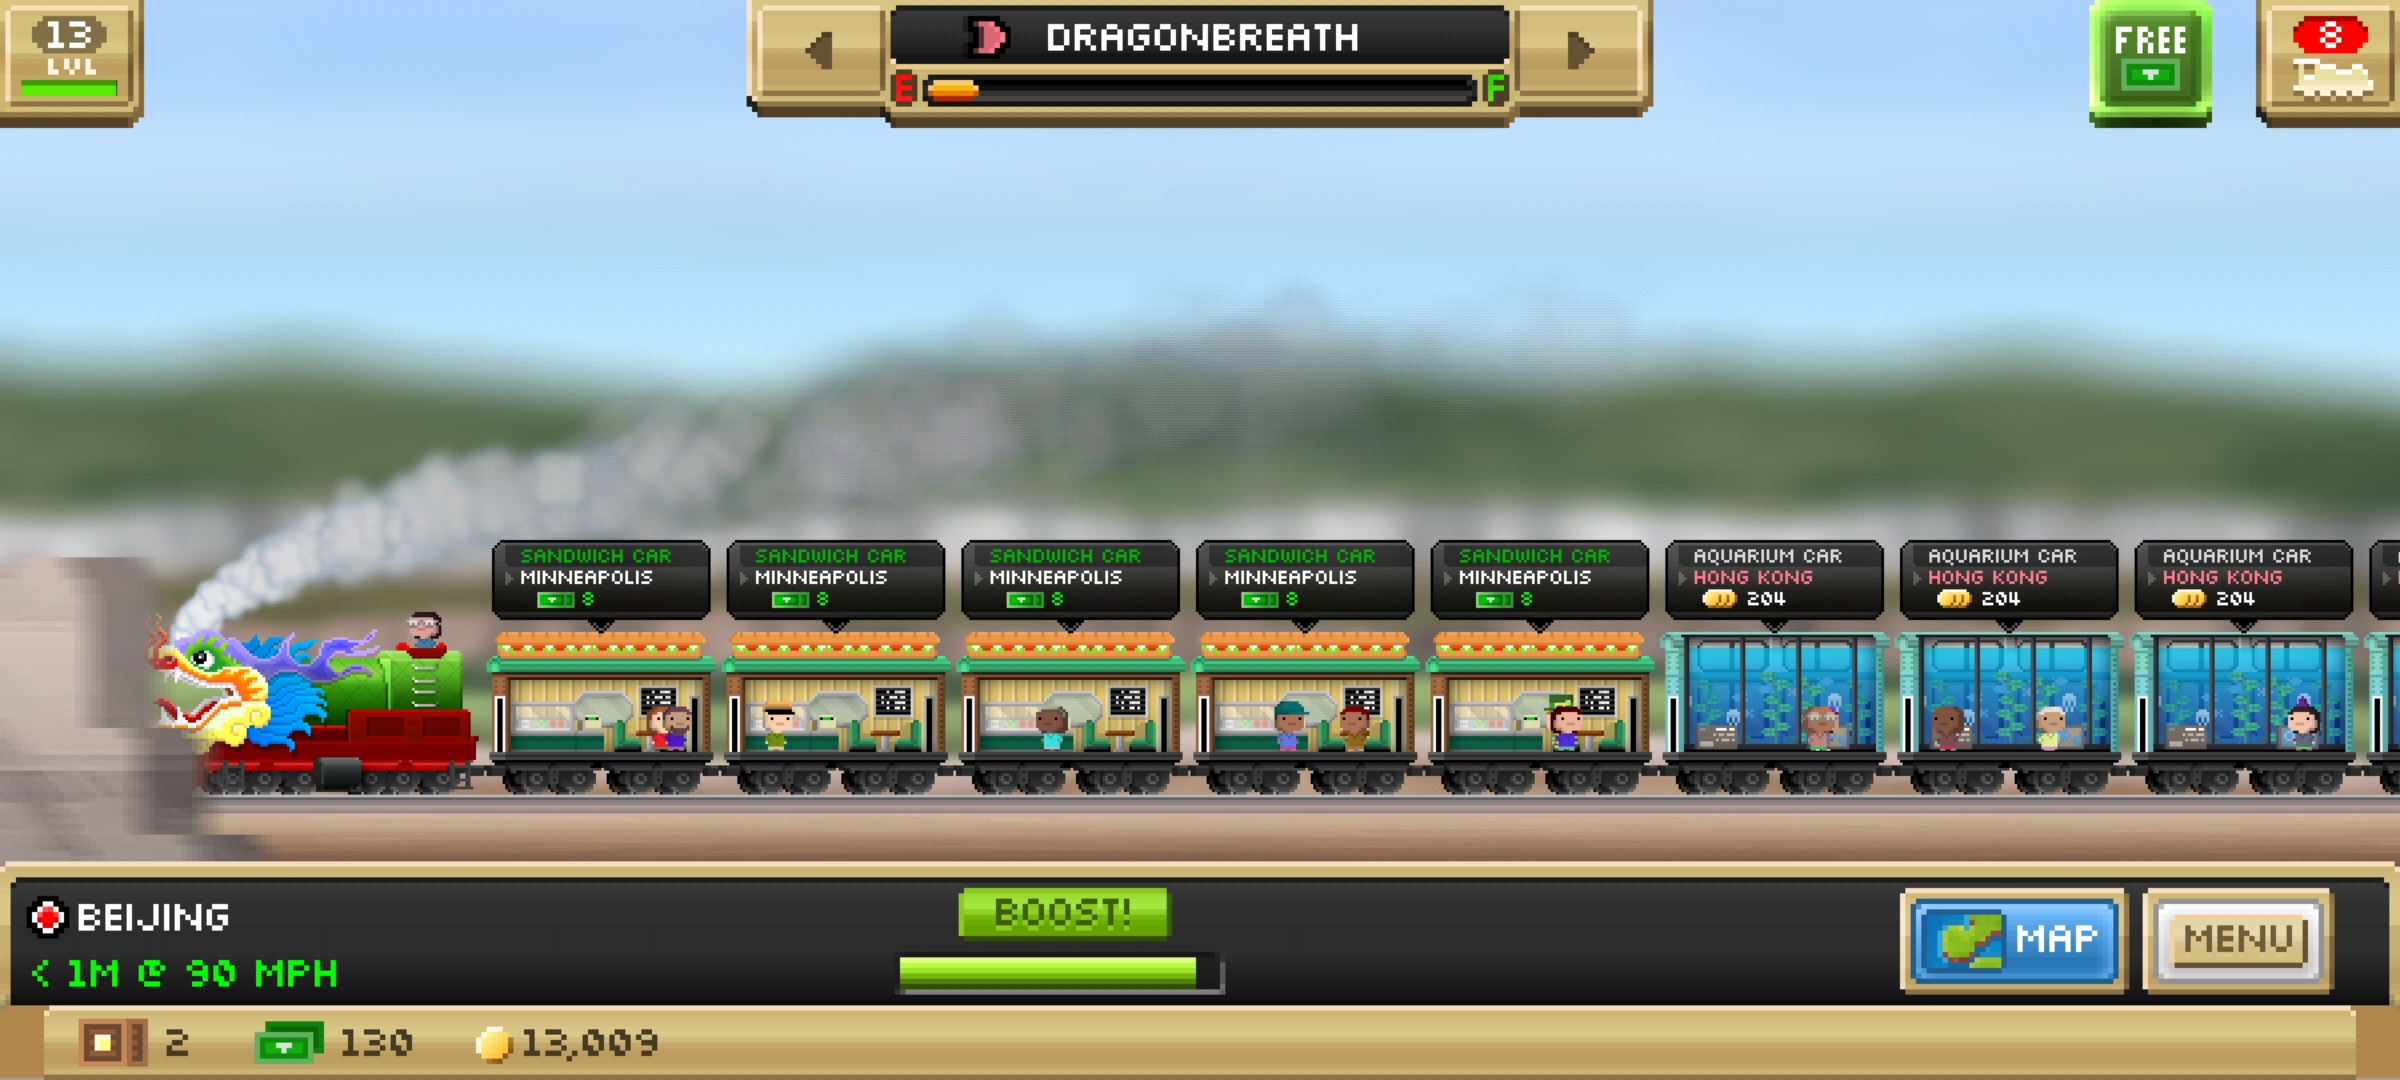 13
LVL
DRAGONBREATH
E F
FREE
8
SANDWICH CAR
MINNEAPOLIS
8
SANDWICH CAR
MINNEAPOLIS
8
SANDWICH CAR
MINNEAPOLIS
8
SANDWICH CAR
MINNEAPOLIS
8
SANDWICH CAR
MINNEAPOLIS
8
AQUARIUM CAR
HONG KONG
204
AQUARIUM CAR
HONG KONG
204
AQUARIUM CAR
HONG KONG
204
BEIJING
< 1M @ 90 MPH
BOOST!
MAP
MENU
2
130
13,009